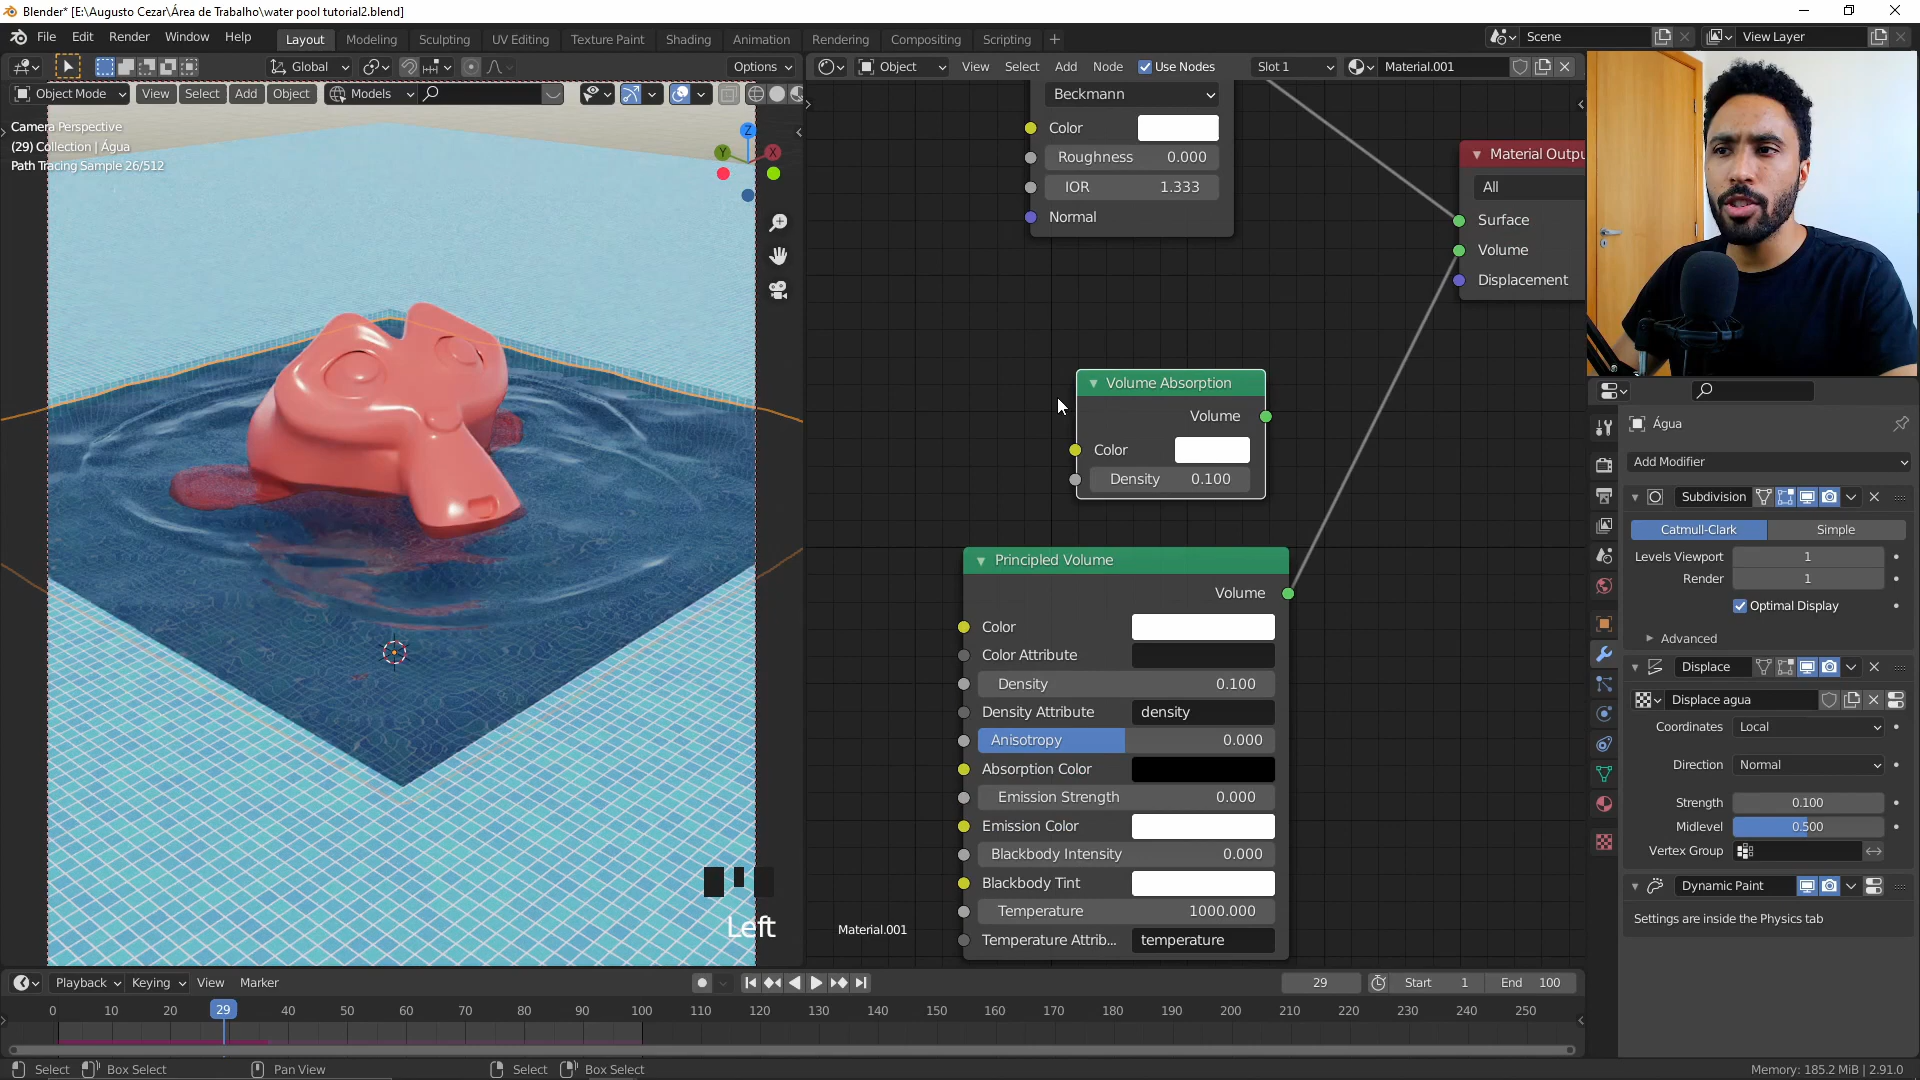 Blender* [E:\Augusto Cezar\Área de Trabalho\water pool tutorial2.blend]
File Edit Render Window Help Layout Modeling Sculpting UV Editing Texture Paint Shading Animation Rendering Compositing Scripting + Scene View Layer
Global Options Object View Select Add Node Use Nodes Slot 1 Material.001
Object Mode View Select Add Object Models
Camera Perspective
(29) Collection | Água
Path Tracing Sample 26/512
Z
Y
X
Beckmann
Color
Roughness 0.000
IOR 1.333
Normal
Material Outpu
All
Surface
Volume
Displacement
Volume Absorption
Volume
Color
Density 0.100
Principled Volume
Volume
Color
Color Attribute
Density 0.100
Density Attribute density
Anisotropy 0.000
Absorption Color
Emission Strength 0.000
Emission Color
Blackbody Intensity 0.000
Blackbody Tint
Temperature 1000.000
Temperature Attrib... temperature
Material.001
Left
Água
Add Modifier
Subdivision
Catmull-Clark Simple
Levels Viewport 1
Render 1
Optimal Display
Advanced
Displace
Displace agua
Coordinates Local
Direction Normal
Strength 0.100
Midlevel 0.500
Vertex Group
Dynamic Paint
Settings are inside the Physics tab
Playback Keying View Marker 29 Start 1 End 100
0 10 20 29 40 50 60 70 80 90 100 110 120 130 140 150 160 170 180 190 200 210 220 230 240 250
Select Box Select Pan View Select Box Select Memory: 185.2 MiB | 2.91.0